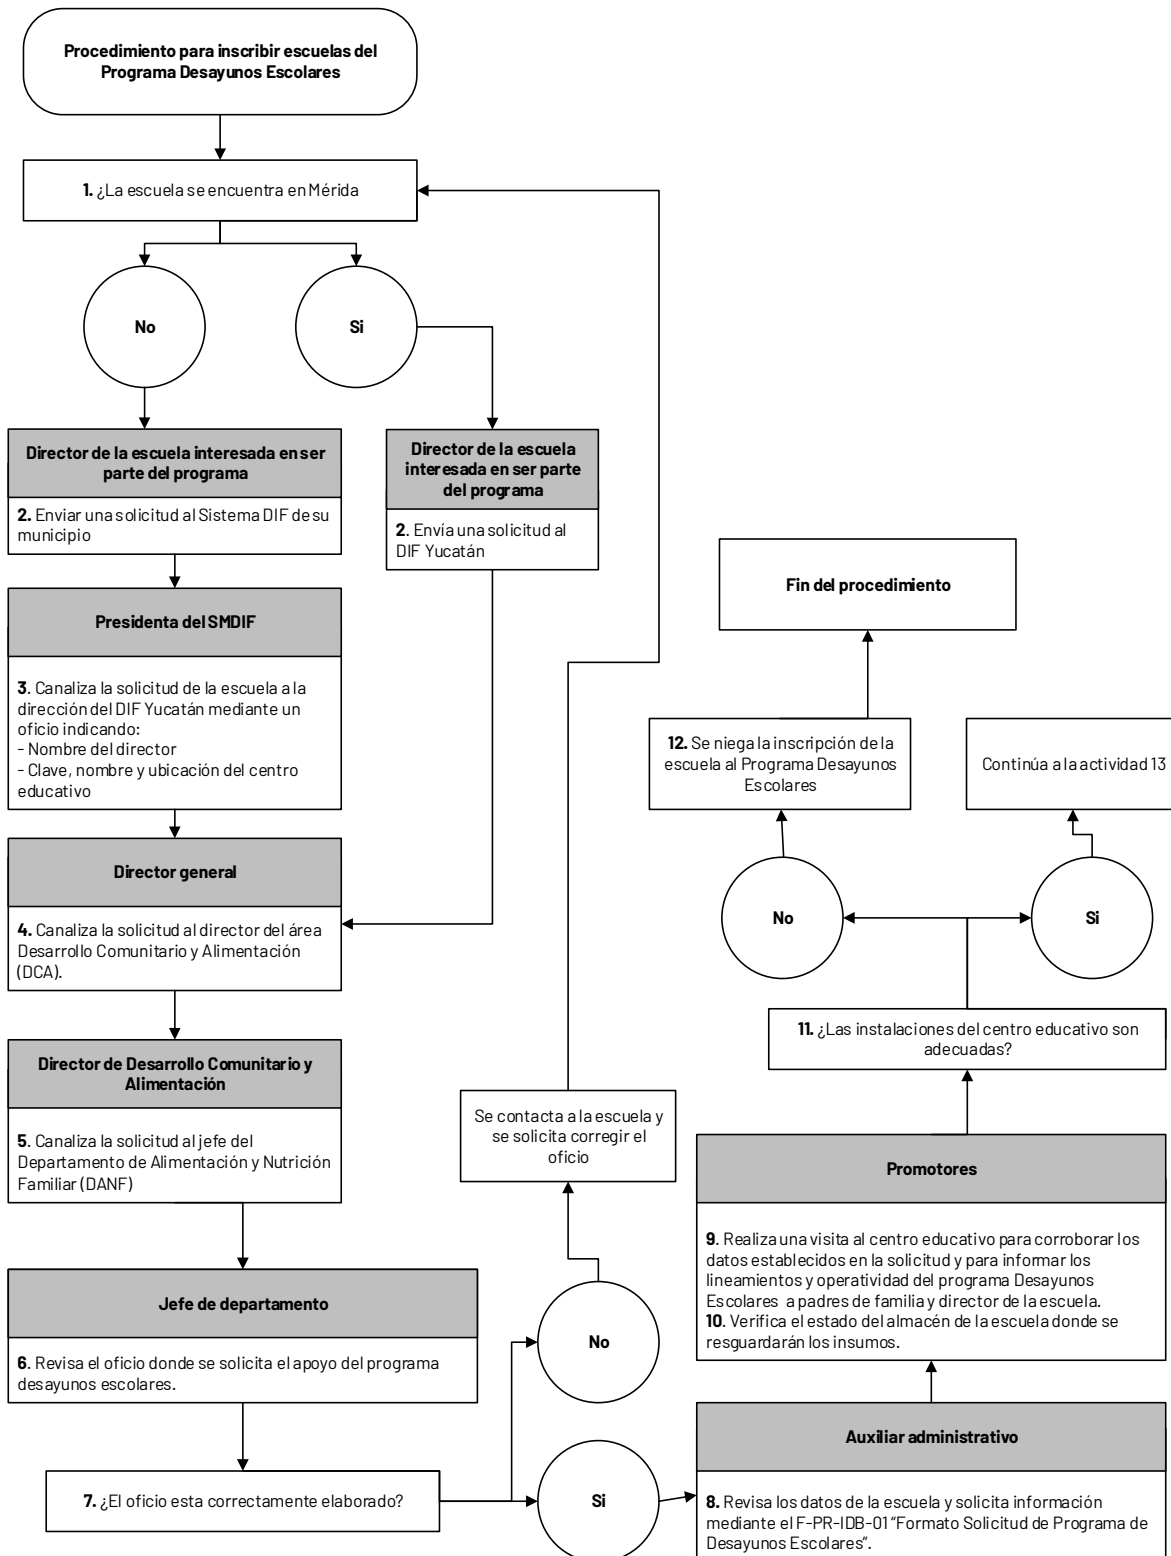 Procedimiento para inscribir escuelas del
Programa Desayunos Escolares
1. ¿La escuela se encuentra en Mérida
No
Si
Director de la escuela interesada en ser
parte del programa
2. Enviar una solicitud al Sistema DIF de su
municipio
Director de la escuela
interesada en ser parte
del programa
2. Envía una solicitud al
DIF Yucatán
Presidenta del SMDIF
3. Canaliza la solicitud de la escuela a la
dirección del DIF Yucatán mediante un
oficio indicando:
- Nombre del director
- Clave, nombre y ubicación del centro
educativo
Director general
4. Canaliza la solicitud al director del área
Desarrollo Comunitario y Alimentación
(DCA).
Director de Desarrollo Comunitario y
Alimentación
5. Canaliza la solicitud al jefe del
Departamento de Alimentación y Nutrición
Familiar (DANF)
Jefe de departamento
6. Revisa el oficio donde se solicita el apoyo del programa
desayunos escolares.
7. ¿El oficio esta correctamente elaborado?
No
Se contacta a la escuela y
se solicita corregir el
oficio
Si
Auxiliar administrativo
8. Revisa los datos de la escuela y solicita información
mediante el F-PR-IDB-01 "Formato Solicitud de Programa de
Desayunos Escolares".
Promotores
9. Realiza una visita al centro educativo para corroborar los
datos establecidos en la solicitud y para informar los
lineamientos y operatividad del programa Desayunos
Escolares a padres de familia y director de la escuela.
10. Verifica el estado del almacén de la escuela donde se
resguardarán los insumos.
11. ¿Las instalaciones del centro educativo son
adecuadas?
No
Si
12. Se niega la inscripción de la
escuela al Programa Desayunos
Escolares
Continúa a la actividad 13
Fin del procedimiento